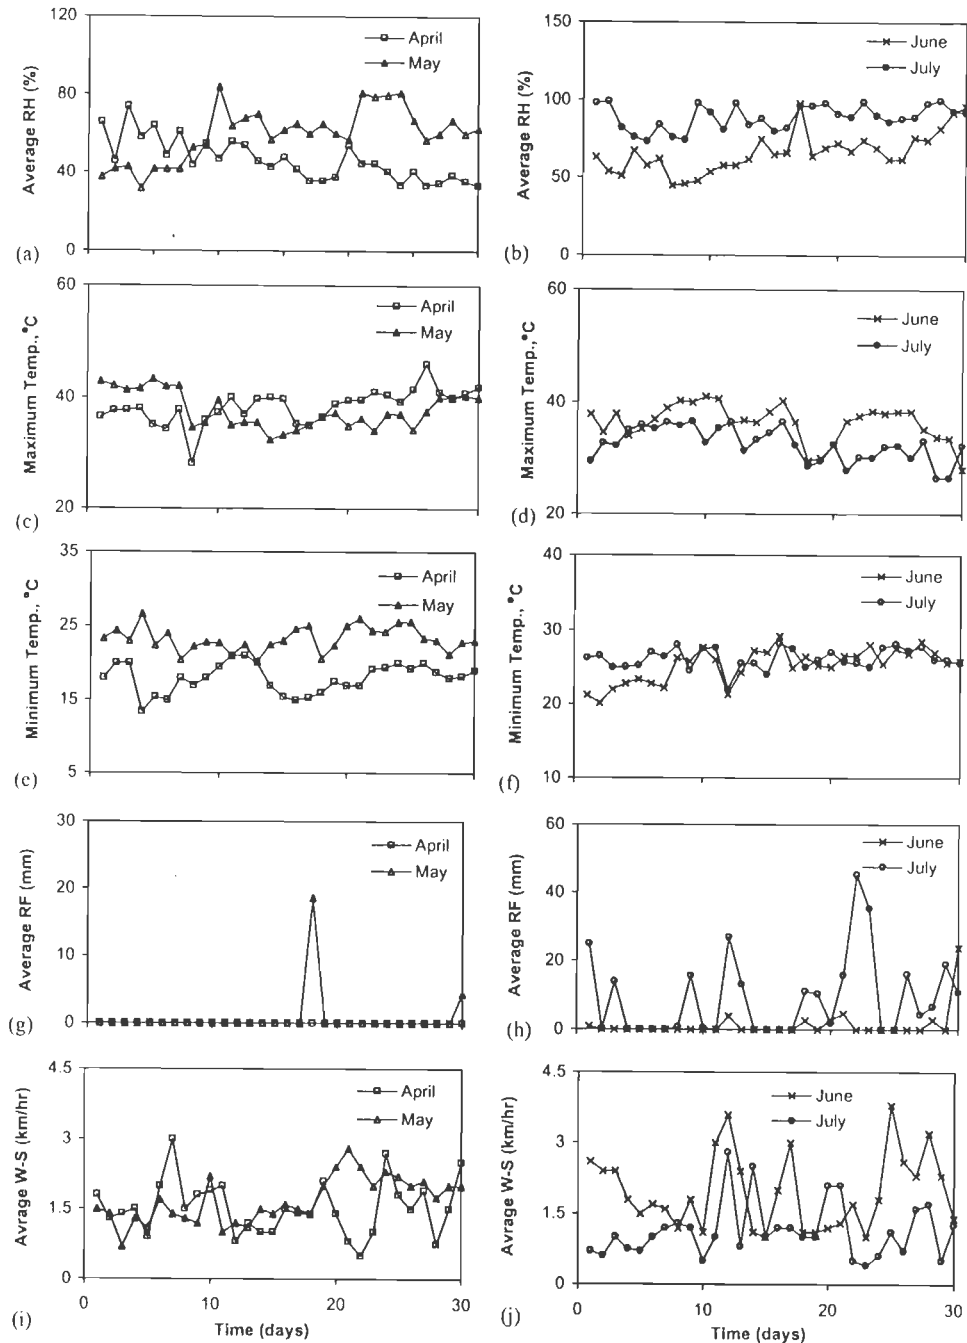 120
80
40
0
Average RH (%)
April
May
(a)
150
100
50
0
Average RH (%)
June
July
(b)
60
40
20
Maximum Temp.,°C
April
May
(c)
60
40
20
Maximum Temp.,°C
June
July
(d)
35
25
15
5
Minimum Temp., °C
April
May
(e)
40
30
20
10
Minimum Temp., °C
June
July
(f)
30
20
10
0
Average RF (mm)
April
May
(g)
60
40
20
0
Average RF (mm)
June
July
(h)
4.5
3
1.5
0
Avrage W-S (km/hr)
April
May
(i)
0 10 20 30
Time (days)
4.5
3
1.5
0
Avrage W-S (km/hr)
June
July
(j)
0 10 20 30
Time (days)